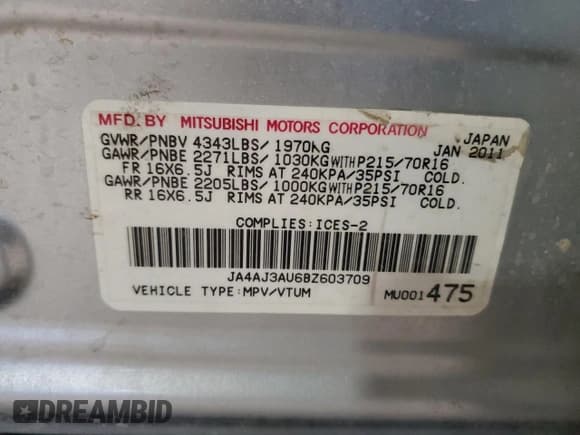 MFD. BY MITSUBISHI MOTORS CORPORATION JAPAN
GVWR/PNBV 4343LBS/1970KG JAN 2011
GAWR/PNBE 2271LBS/1030KG WITH P215/70R16
FR 16X6.5J RIMS AT 240KPA/35PSI COLD.
GAWR/PNBE 2205LBS/1000KG WITH P215/70R16
RR 16X6.5J RIMS AT 240KPA/35PSI COLD.
COMPLIES:ICES-2
JA4AJ3AU6BZ603709
VEHICLE TYPE:MPV/VTUM MU001475
DREAMBID